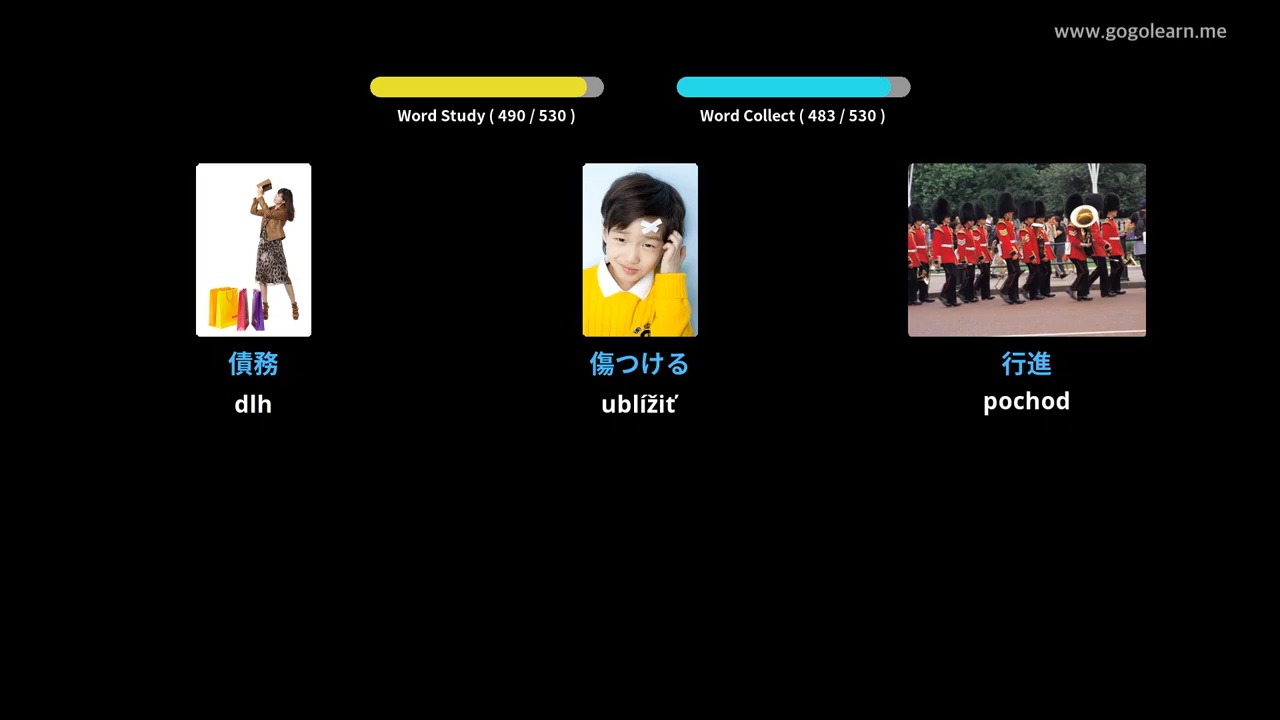 www.gogolearn.me
Word Study ( 490 / 530 )
Word Collect ( 483 / 530 )
債務
dlh
傷つける
ublížiť
行進
pochod